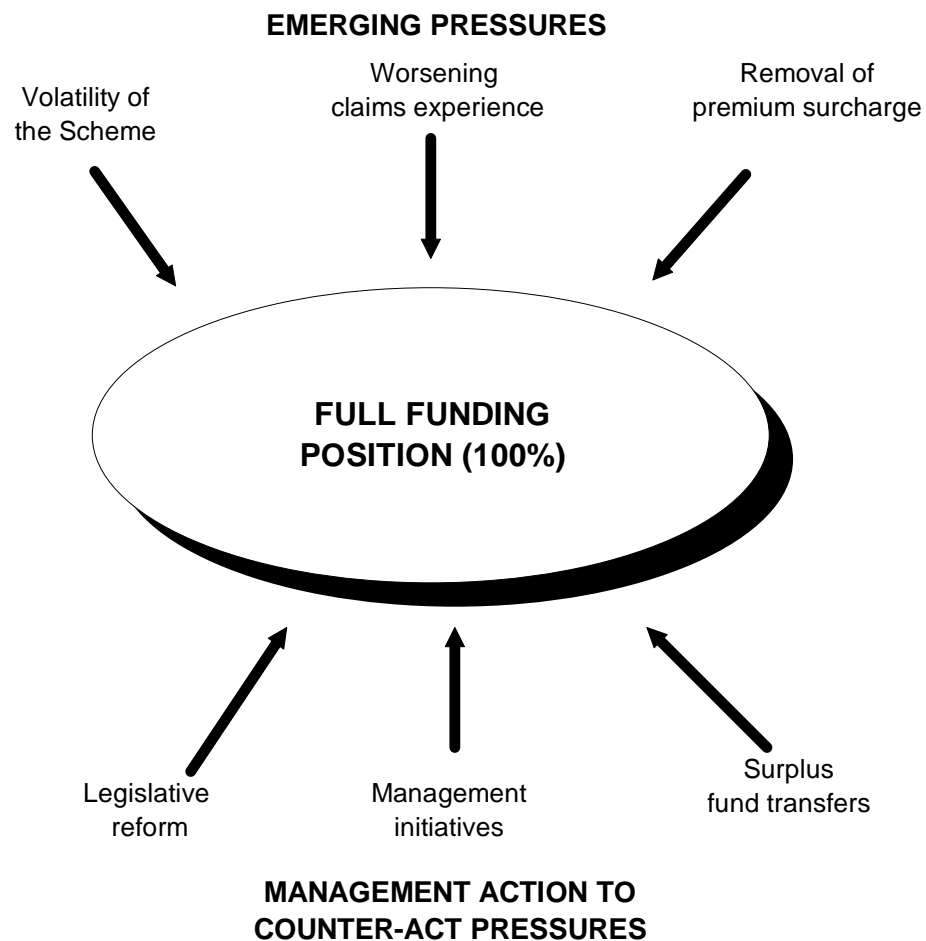 EMERGING PRESSURES
Volatility of
the Scheme
Worsening
claims experience
Removal of
premium surcharge
FULL FUNDING
POSITION (100%)
Legislative
reform
Management
initiatives
Surplus
fund transfers
MANAGEMENT ACTION TO
COUNTER-ACT PRESSURES